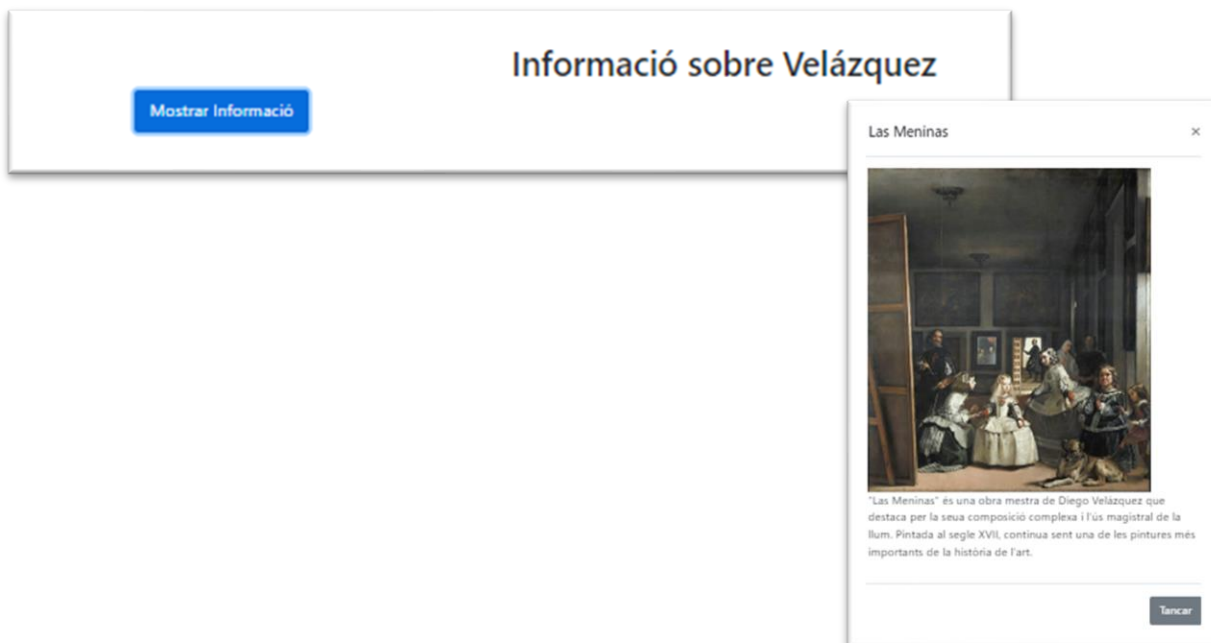 Informació sobre Velázquez
Mostrar Informació
Las Meninas
×
"Las Meninas" és una obra mestra de Diego Velázquez que
destaca per la seua composició complexa i l'ús magistral de la
llum. Pintada al segle XVII, continua sent una de les pintures més
importants de la història de l'art.
Tancar